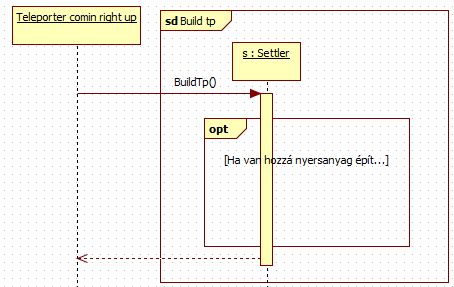 Teleporter comin right up
sd Build tp
s : Settler
BuildTp()
opt
[Ha van hozzá nyersanyag épít...]